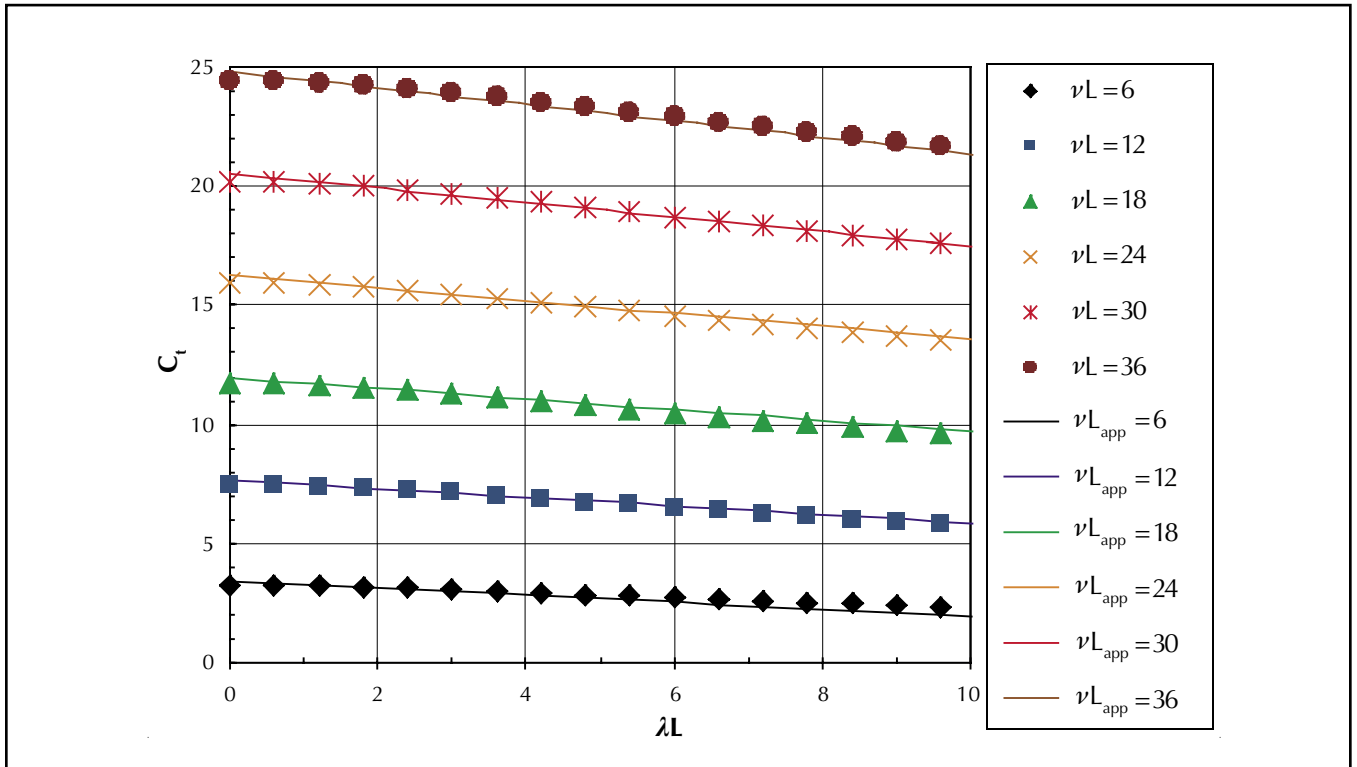 25
20
15
10
5
0
C_t
0 2 4 6 8 10
λL
νL = 6
νL = 12
νL = 18
νL = 24
νL = 30
νL = 36
νL_app = 6
νL_app = 12
νL_app = 18
νL_app = 24
νL_app = 30
νL_app = 36